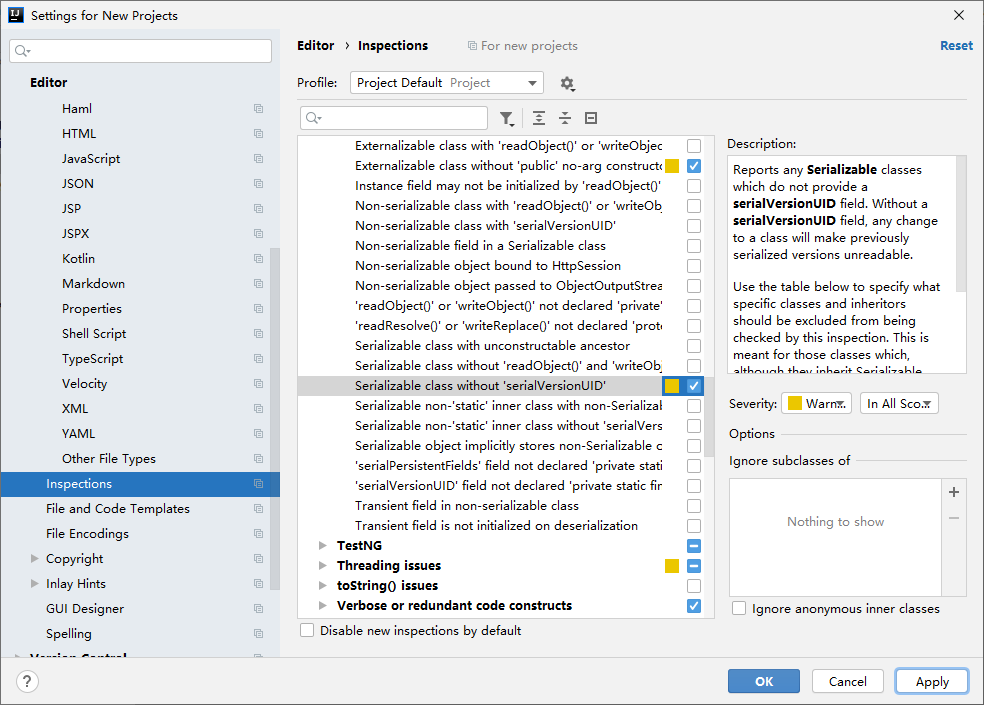 Settings for New Projects
Editor
Haml
HTML
JavaScript
JSON
JSP
JSPX
Kotlin
Markdown
Properties
Shell Script
TypeScript
Velocity
XML
YAML
Other File Types
Inspections
File and Code Templates
File Encodings
Copyright
Inlay Hints
GUI Designer
Spelling
Version Control
Editor › Inspections
For new projects
Reset
Profile:
Project Default Project
Externalizable class with 'readObject()' or 'writeObjec
Externalizable class without 'public' no-arg constructo
Instance field may not be initialized by 'readObject()'
Non-serializable class with 'readObject()' or 'writeOb
Non-serializable class with 'serialVersionUID'
Non-serializable field in a Serializable class
Non-serializable object bound to HttpSession
Non-serializable object passed to ObjectOutputStrea
'readObject()' or 'writeObject()' not declared 'private'
'readResolve()' or 'writeReplace()' not declared 'prote
Serializable class with unconstructable ancestor
Serializable class without 'readObject()' and 'writeObj
Serializable class without 'serialVersionUID'
Serializable non-'static' inner class with non-Serializal
Serializable non-'static' inner class without 'serialVers
Serializable object implicitly stores non-Serializable o
'serialPersistentFields' field not declared 'private stati
'serialVersionUID' field not declared 'private static fin
Transient field in non-serializable class
Transient field is not initialized on deserialization
TestNG
Threading issues
toString() issues
Verbose or redundant code constructs
Disable new inspections by default
Description:
Reports any Serializable classes
which do not provide a
serialVersionUID field. Without a
serialVersionUID field, any change
to a class will make previously
serialized versions unreadable.
Use the table below to specify what
specific classes and inheritors
should be excluded from being
checked by this inspection. This is
meant for those classes which,
although they inherit Serializable
Severity:
Warn
In All Sco..
Options
Ignore subclasses of
Nothing to show
Ignore anonymous inner classes
?
OK
Cancel
Apply